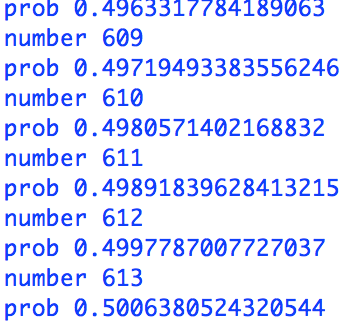 prob 0.4963317784189063
number 609
prob 0.49719493383556246
number 610
prob 0.4980571402168832
number 611
prob 0.49891839628413215
number 612
prob 0.4997787007727037
number 613
prob 0.5006380524320544